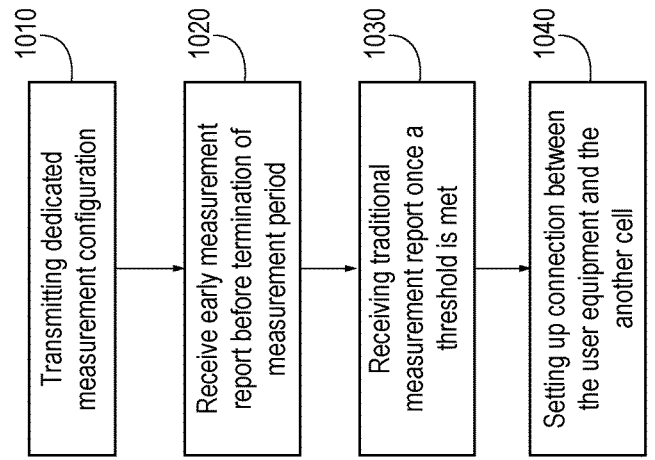 1010
Transmitting dedicated
measurement configuration
1020
Receive early measurement
report before termination of
measurement period
1030
Receiving traditional
measurement report once a
threshold is met
1040
Setting up connection between
the user equipment and the
another cell